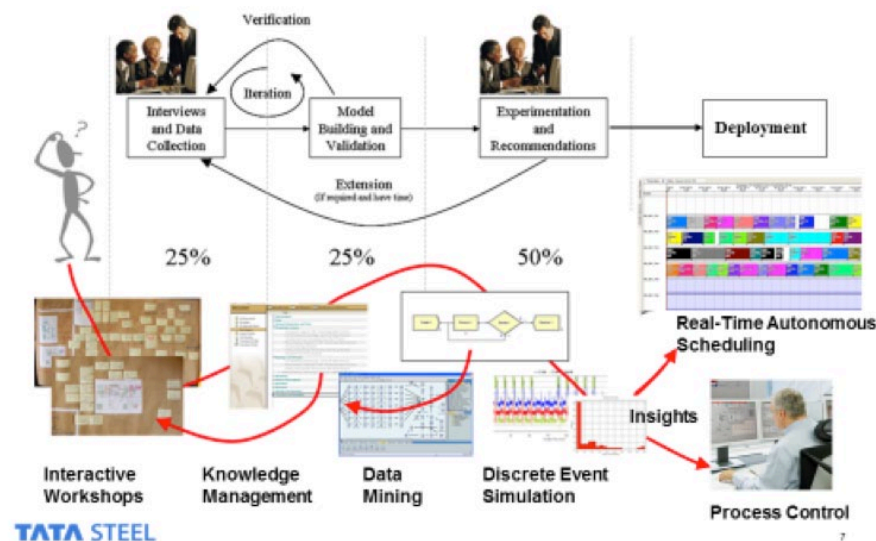 Verification
?
Iteration
Interviews
and Data
Collection
Model
Building and
Validation
Experimentation
and
Recommendations
Deployment
Extension
(If required and have time)
25%
25%
50%
Real-Time Autonomous
Scheduling
Insights
Interactive
Workshops
Knowledge
Management
Data
Mining
Discrete Event
Simulation
Process Control
TATA STEEL
7